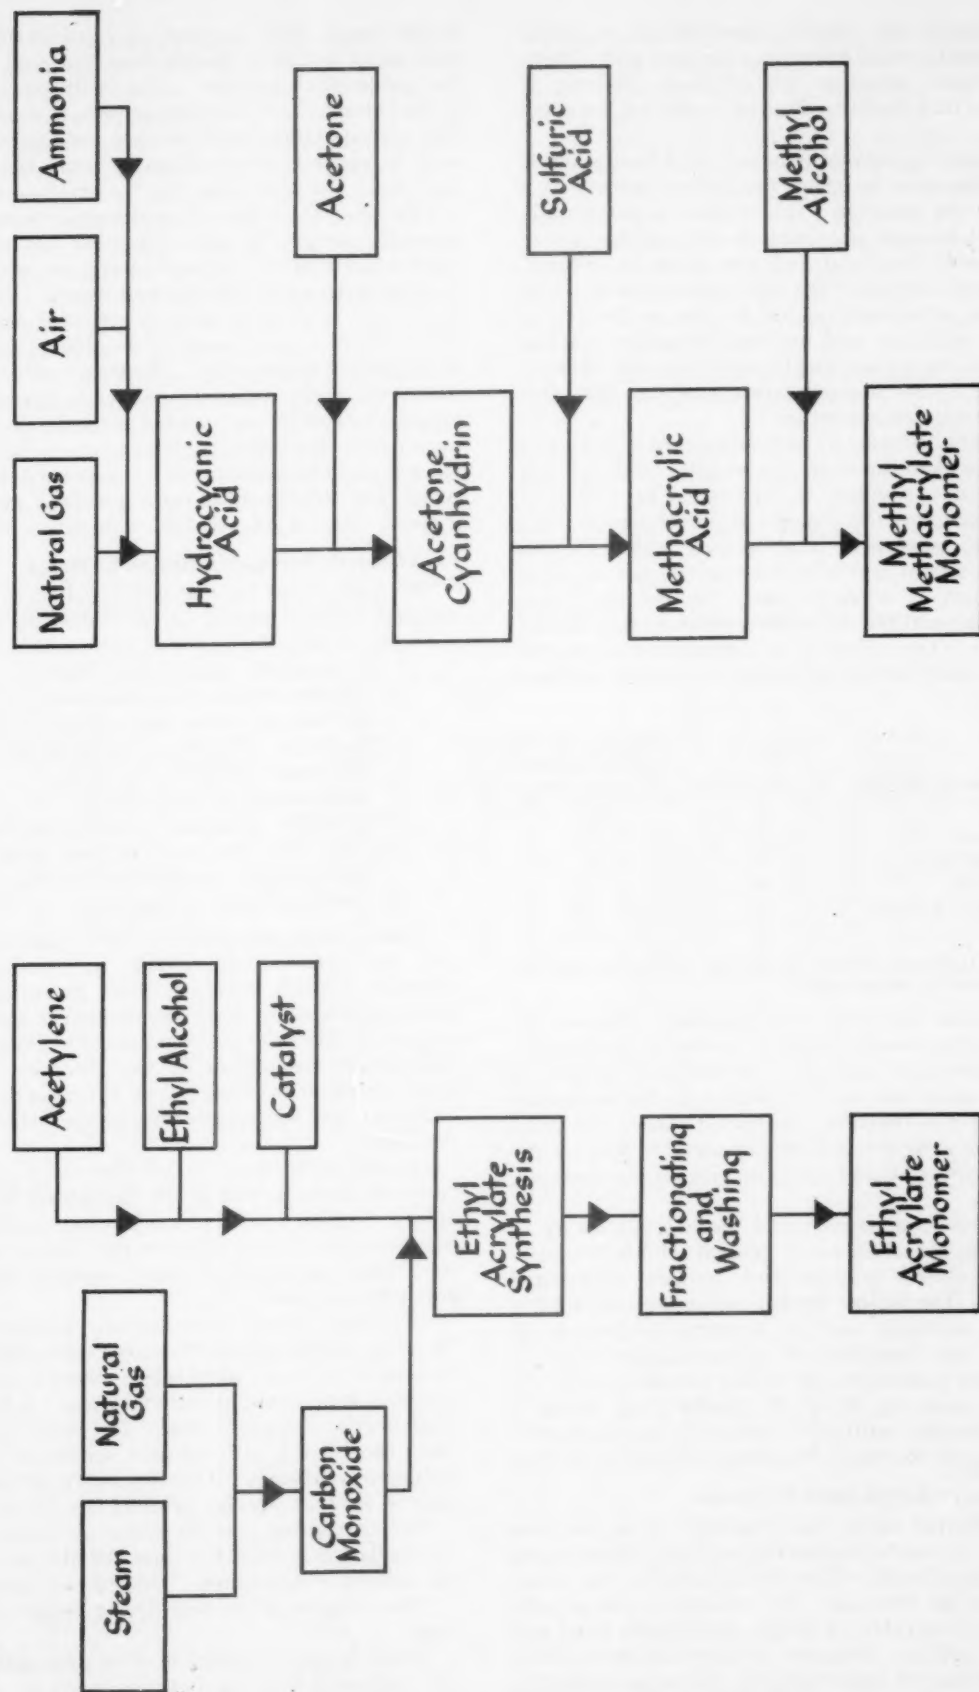 Steam
Natural
Gas
Carbon
Monoxide
Acetylene
Ethyl Alcohol
Catalyst
Ethyl
Acrylate
Synthesis
Fractionating
and
Washing
Ethyl
Acrylate
Monomer
Natural Gas
Air
Ammonia
Hydrocyanic
Acid
Acetone
Acetone
Cyanhydrin
Sulfuric
Acid
Methacrylic
Acid
Methyl
Alcohol
Methyl
Methacrylate
Monomer